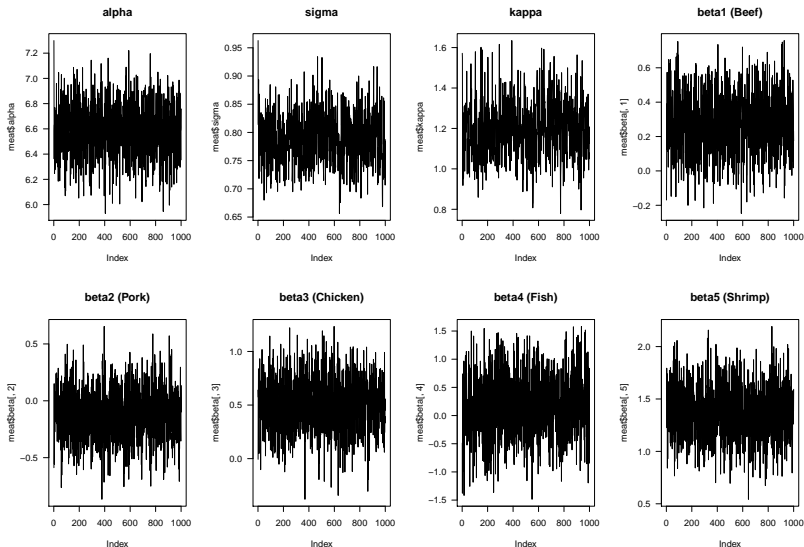 alpha
meat$alpha
7.2
7.0
6.8
6.6
6.4
6.2
6.0
0 200 400 600 800 1000
Index
sigma
meat$sigma
0.95
0.90
0.85
0.80
0.75
0.70
0.65
0 200 400 600 800 1000
Index
kappa
meat$kappa
1.6
1.4
1.2
1.0
0.8
0 200 400 600 800 1000
Index
beta1 (Beef)
meat$beta[, 1]
0.6
0.4
0.2
0.0
−0.2
0 200 400 600 800 1000
Index
beta2 (Pork)
meat$beta[, 2]
0.5
0.0
−0.5
0 200 400 600 800 1000
Index
beta3 (Chicken)
meat$beta[, 3]
1.0
0.5
0.0
0 200 400 600 800 1000
Index
beta4 (Fish)
meat$beta[, 4]
1.5
1.0
0.5
0.0
−0.5
−1.0
−1.5
0 200 400 600 800 1000
Index
beta5 (Shrimp)
meat$beta[, 5]
2.0
1.5
1.0
0.5
0 200 400 600 800 1000
Index